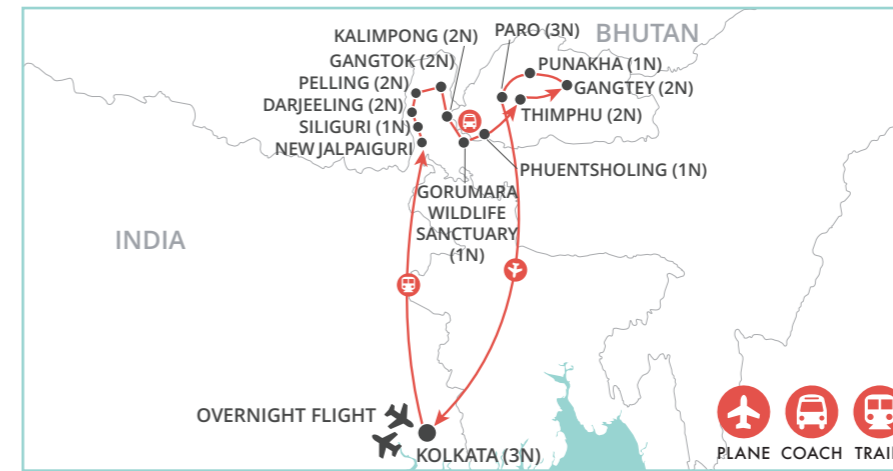 KALIMPONG (2N)
PARO (3N)
BHUTAN
GANGTOK (2N)
PUNAKHA (1N)
PELLING (2N)
GANGTEY (2N)
DARJEELING (2N)
THIMPHU (2N)
SILIGURI (1N)
NEW JALPAIGURI
PHUENTSHOLING (1N)
GORUMARA
WILDLIFE
SANCTUARY
(1N)
INDIA
OVERNIGHT FLIGHT
KOLKATA (3N)
PLANE COACH TRAI